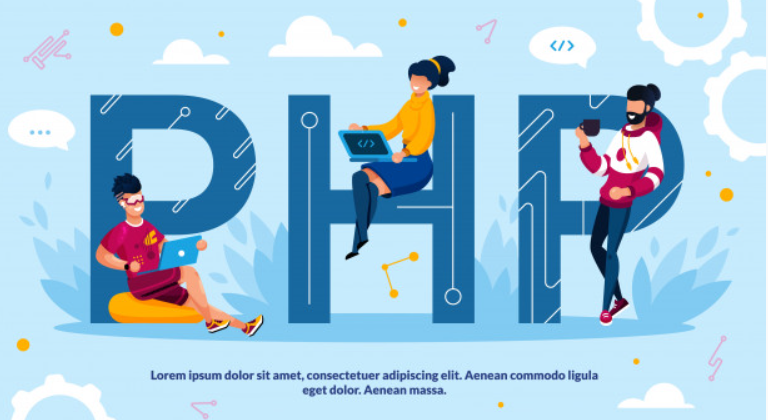 </>
...
PHP
</>
Lorem ipsum dolor sit amet, consectetuer adipiscing elit. Aenean commodo ligula
eget dolor. Aenean massa.